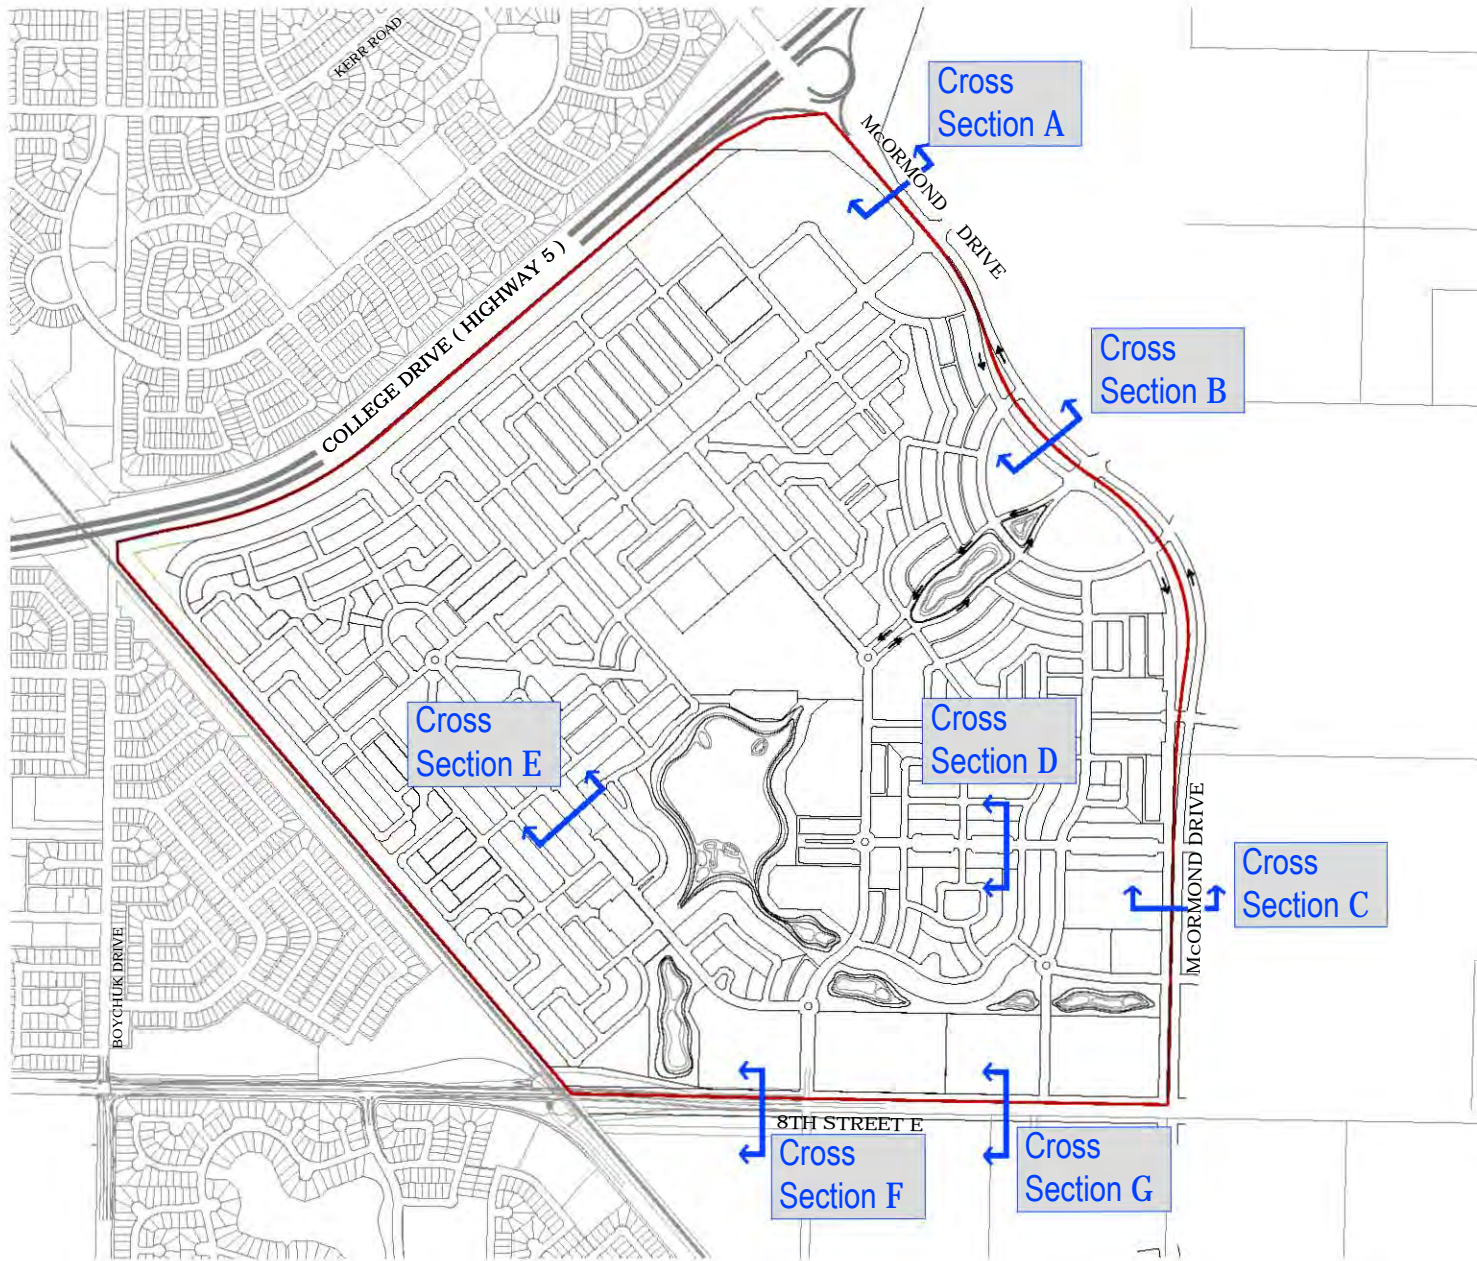 KERR ROAD
Cross
Section A
McORMOND
DRIVE
COLLEGE DRIVE ( HIGHWAY 5 )
Cross
Section B
Cross
Section E
Cross
Section D
McORMOND DRIVE
Cross
Section C
BOYCHUK DRIVE
8TH STREET E
Cross
Section F
Cross
Section G